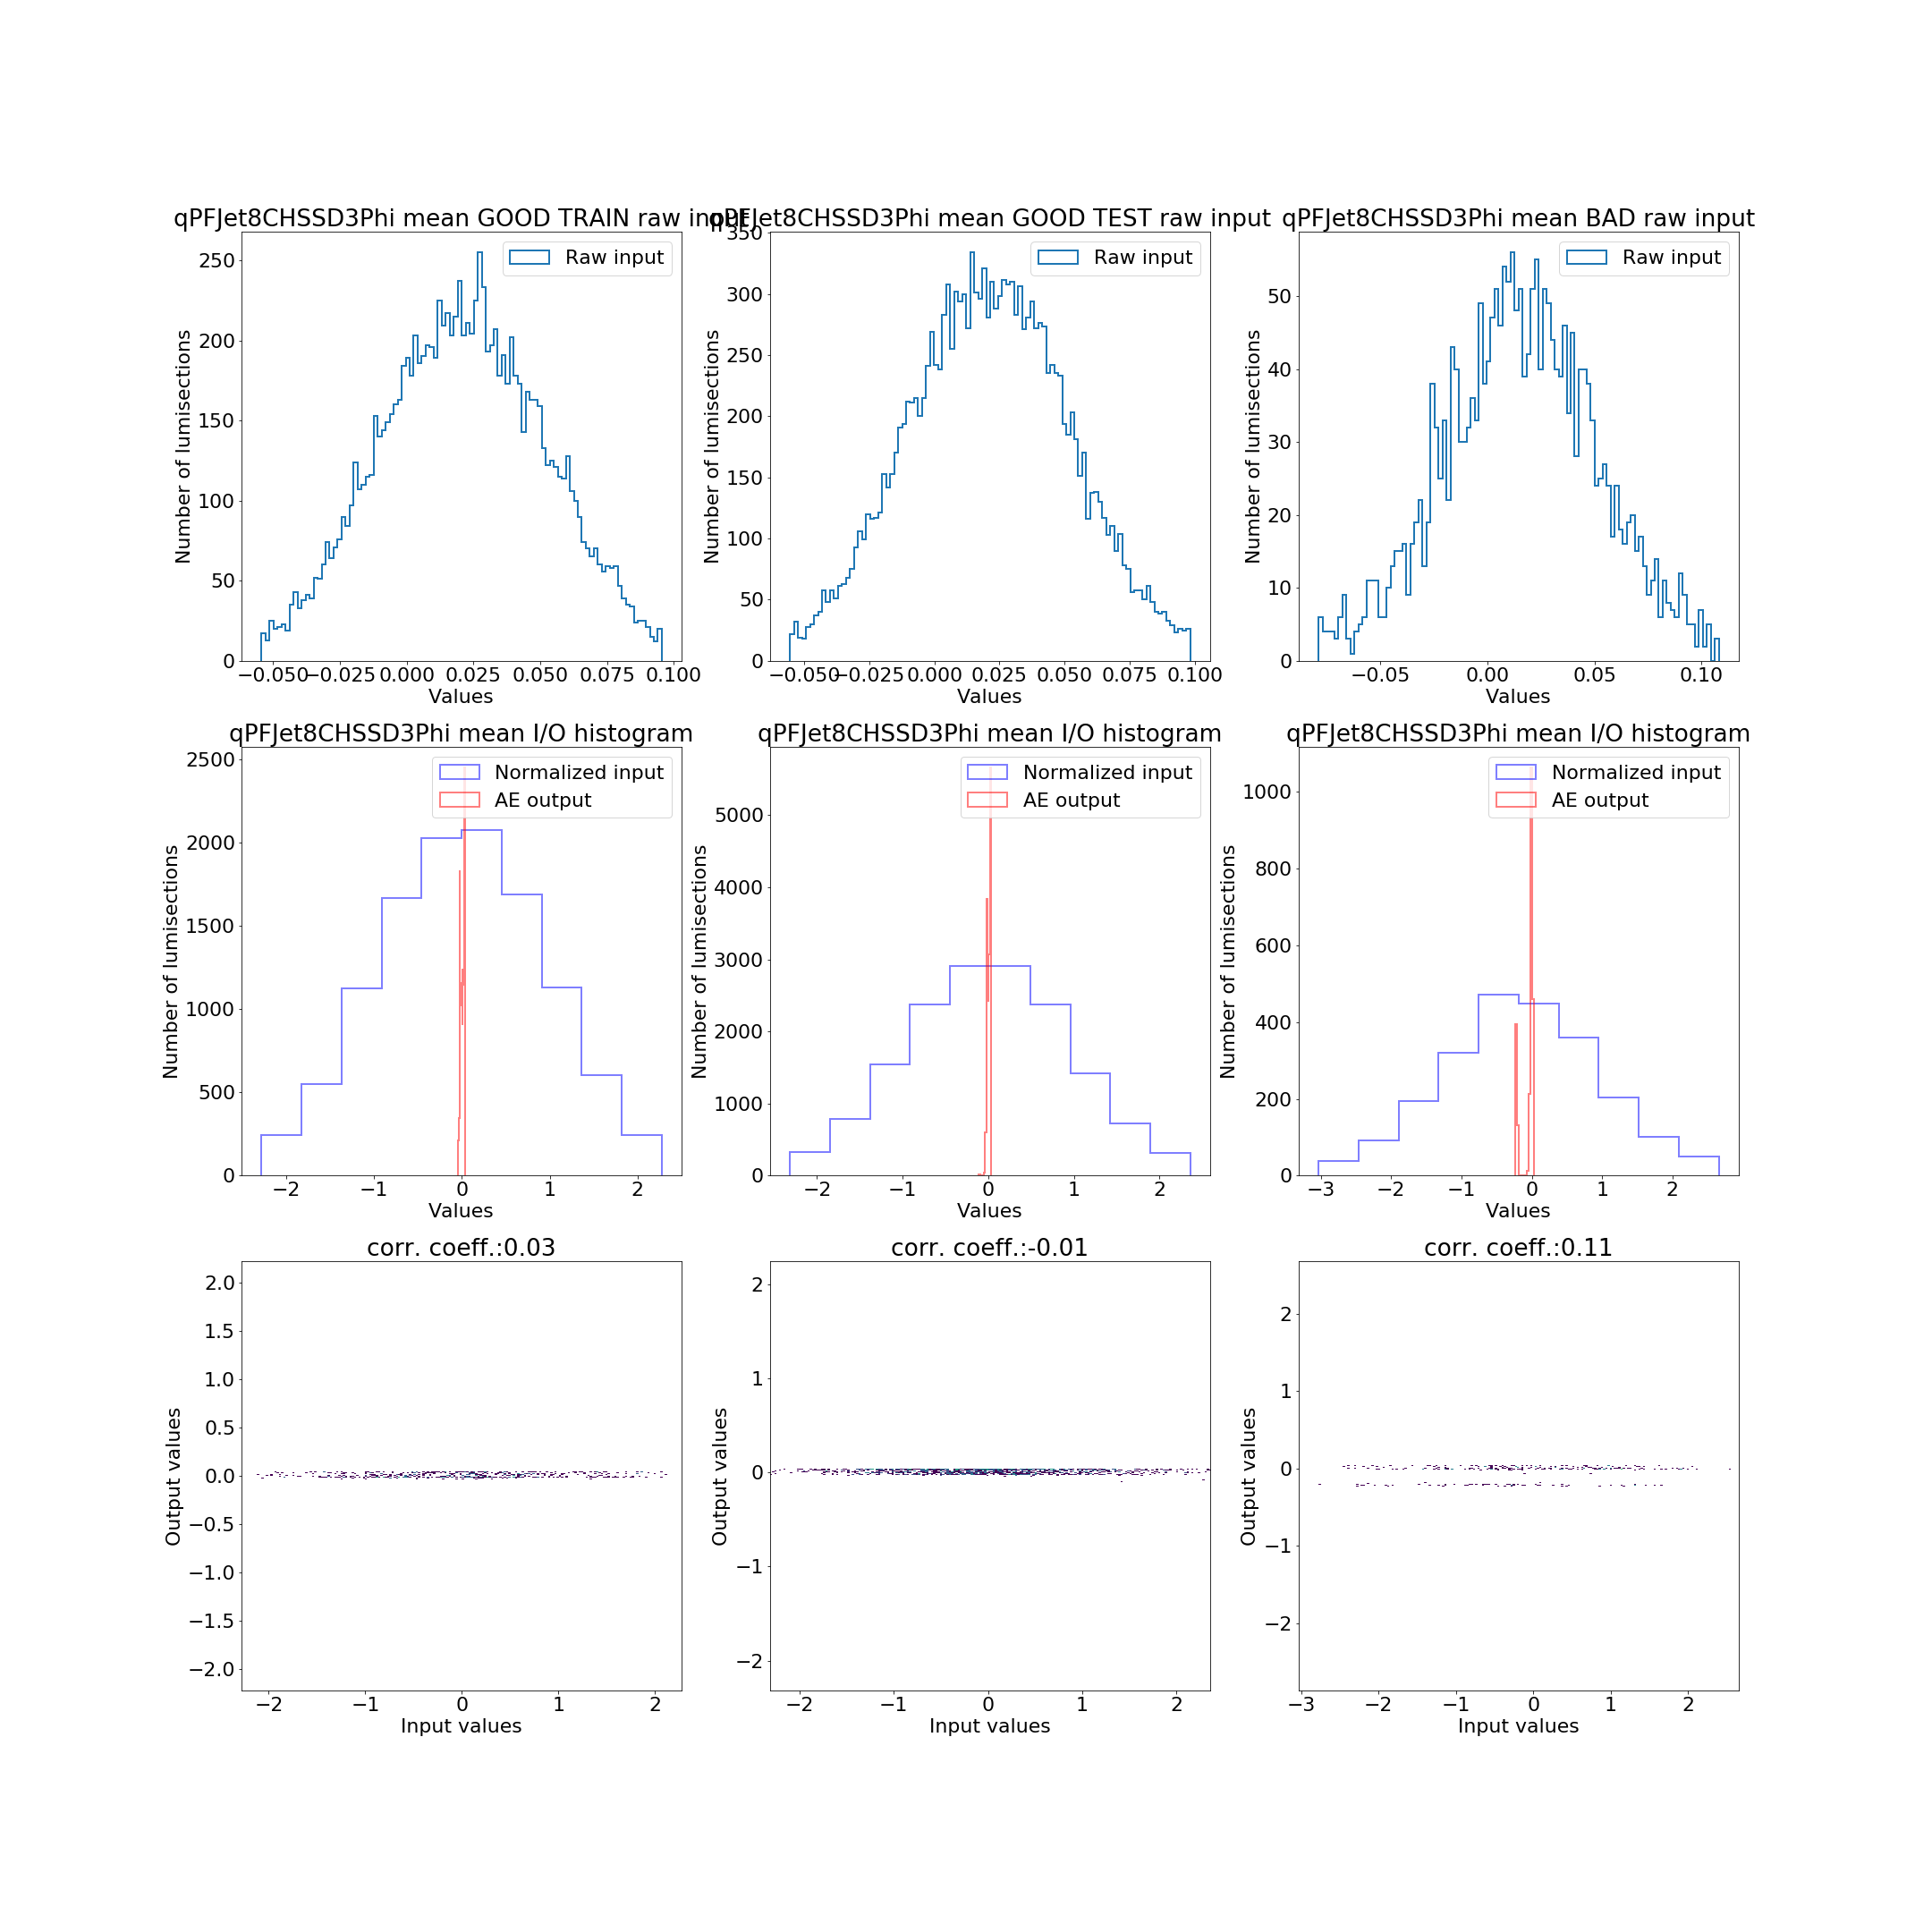 qPFJet8CHSSD3Phi mean GOOD TRAIN raw input
qPFJet8CHSSD3Phi mean GOOD TEST raw input
qPFJet8CHSSD3Phi mean BAD raw input
Number of lumisections
250
200
150
100
50
0
Raw input
−0.050
−0.025
0.000
0.025
0.050
0.075
0.100
Values
Number of lumisections
350
300
250
200
150
100
50
0
Raw input
−0.050
−0.025
0.000
0.025
0.050
0.075
0.100
Values
Number of lumisections
50
40
30
20
10
0
Raw input
−0.05
0.00
0.05
0.10
Values
qPFJet8CHSSD3Phi mean I/O histogram
Number of lumisections
2500
2000
1500
1000
500
0
Normalized input
AE output
−2
−1
0
1
2
Values
qPFJet8CHSSD3Phi mean I/O histogram
Number of lumisections
5000
4000
3000
2000
1000
0
Normalized input
AE output
−2
−1
0
1
2
Values
qPFJet8CHSSD3Phi mean I/O histogram
Number of lumisections
1000
800
600
400
200
0
Normalized input
AE output
−3
−2
−1
0
1
2
Values
corr. coeff.:0.03
Output values
2.0
1.5
1.0
0.5
0.0
−0.5
−1.0
−1.5
−2.0
−2
−1
0
1
2
Input values
corr. coeff.:-0.01
Output values
2
1
0
−1
−2
−2
−1
0
1
2
Input values
corr. coeff.:0.11
Output values
2
1
0
−1
−2
−3
−2
−1
0
1
2
Input values